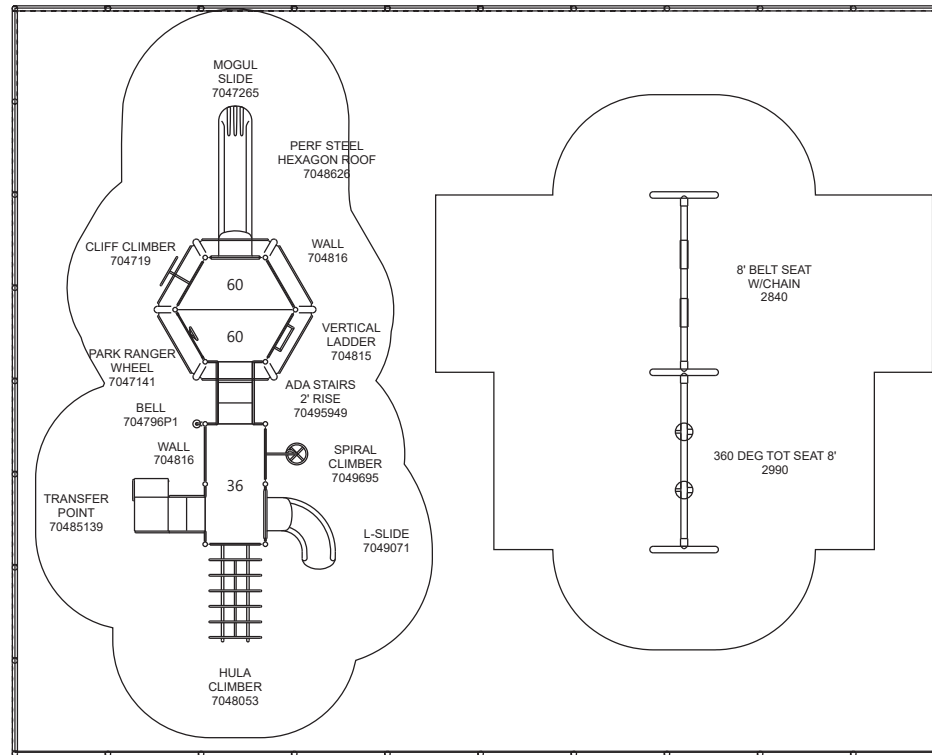 MOGUL
SLIDE
7047265
PERF STEEL
HEXAGON ROOF
7048626
CLIFF CLIMBER
704719
WALL
704816
60
60
VERTICAL
LADDER
704815
PARK RANGER
WHEEL
7047141
ADA STAIRS
2' RISE
70495949
BELL
704796P1
WALL
704816
SPIRAL
CLIMBER
7049695
36
TRANSFER
POINT
70485139
L-SLIDE
7049071
HULA
CLIMBER
7048053
8' BELT SEAT
W/CHAIN
2840
360 DEG TOT SEAT 8'
2990